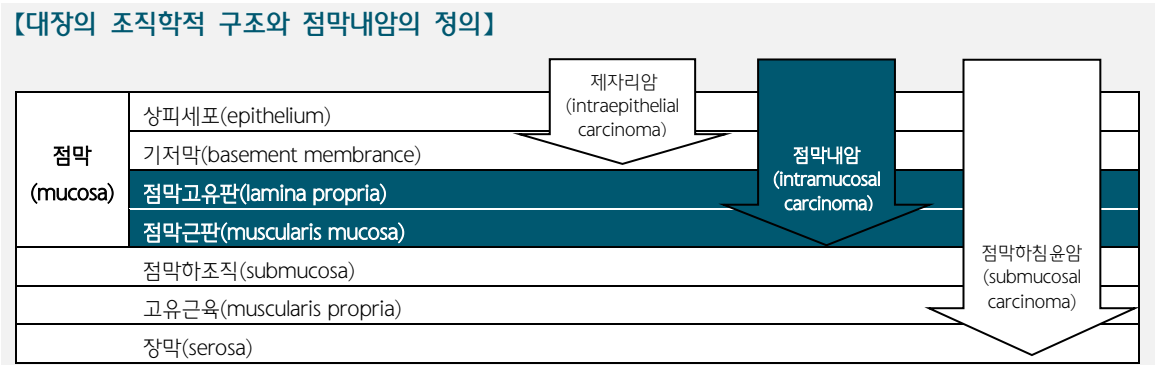 【대장의 조직학적 구조와 점막내암의 정의】
제자리암
(intraepithelial
carcinoma)
점막
(mucosa)
상피세포(epithelium)
기저막(basement membrance)
점막고유판(lamina propria)
점막근판(muscularis mucosa)
점막내암
(intramucosal
carcinoma)
점막하조직(submucosa)
고유근육(muscularis propria)
장막(serosa)
점막하침윤암
(submucosal
carcinoma)